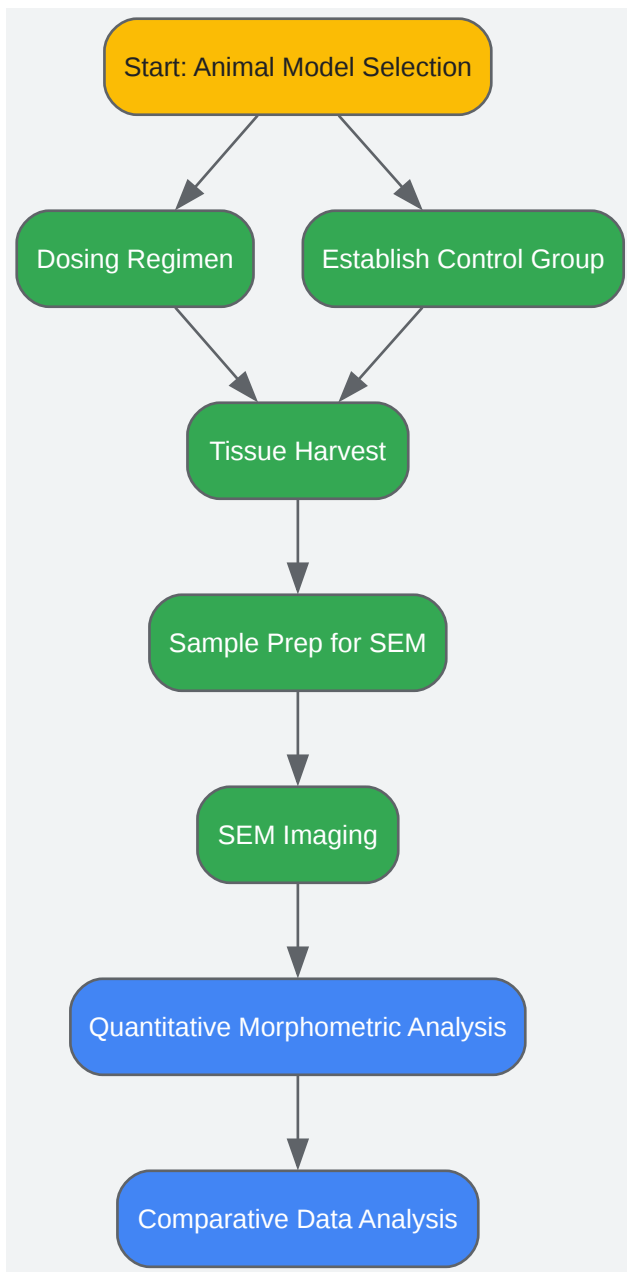 Start: Animal Model Selection
Dosing Regimen
Establish Control Group
Tissue Harvest
Sample Prep for SEM
SEM Imaging
Quantitative Morphometric Analysis
Comparative Data Analysis